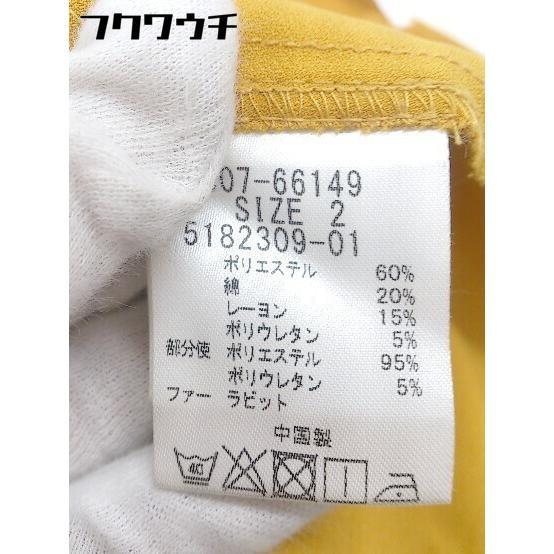 フクワウチ
07-66149
SIZE 2
5182309-01
ポリエステル 60%
綿 20%
レーヨン 15%
ポリウレタン 5%
部分使 ポリエステル 95%
ポリウレタン 5%
ファー ラビット
中国製
40